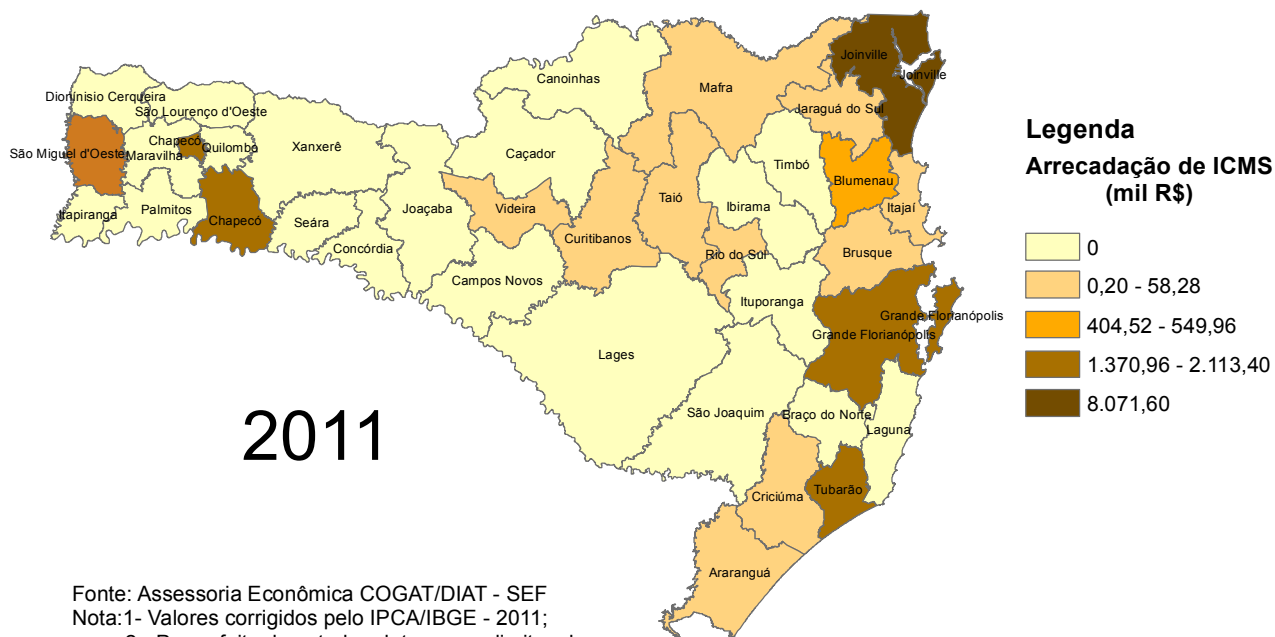 Joinville
Joinville
Canoinhas
Mafra
Dionínisio Cerqueira
São Lourenço d'Oeste
Jaraguá do Sul
Chapecó
Quilombo
Xanxerê
São Miguel d'Oeste
Maravilha
Caçador
Timbó
Blumenau
Itapiranga
Palmitos
Chapecó
Seára
Joaçaba
Videira
Taió
Ibirama
Itajaí
Concórdia
Curitibanos
Rio do Sul
Brusque
Campos Novos
Ituporanga
Grande Florianópolis
Grande Florianópolis
Lages
São Joaquim
Braço do Norte
Laguna
Criciúma
Tubarão
Araranguá
2011
Legenda
Arrecadação de ICMS
(mil R$)
0
0,20 - 58,28
404,52 - 549,96
1.370,96 - 2.113,40
8.071,60
Fonte: Assessoria Econômica COGAT/DIAT - SEF
Nota:1- Valores corrigidos pelo IPCA/IBGE - 2011;